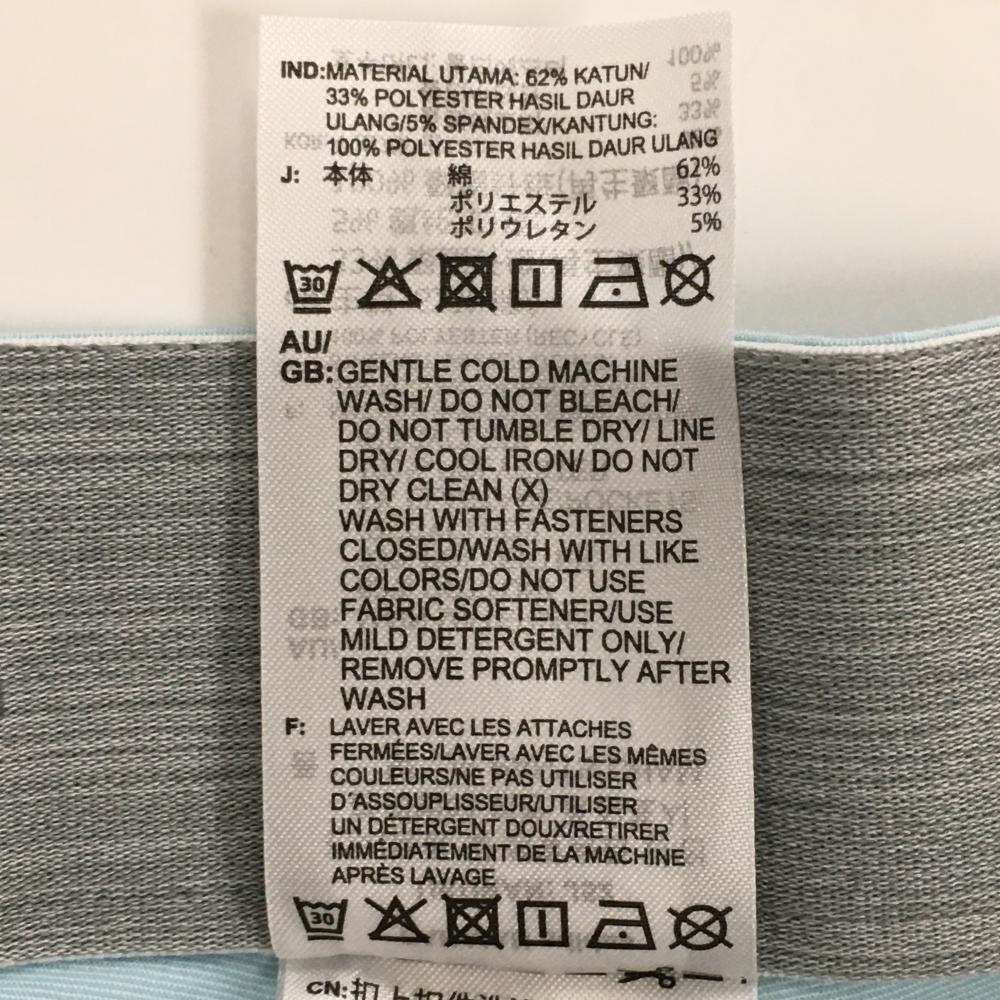 IND:MATERIAL UTAMA: 62% KATUN/
33% POLYESTER HASIL DAUR
ULANG/5% SPANDEX/KANTUNG:
100% POLYESTER HASIL DAUR ULANG
J: 本体 綿 62%
ポリエステル 33%
ポリウレタン 5%
30
AU/
GB:GENTLE COLD MACHINE
WASH/ DO NOT BLEACH/
DO NOT TUMBLE DRY/ LINE
DRY/ COOL IRON/ DO NOT
DRY CLEAN (X)
WASH WITH FASTENERS
CLOSED/WASH WITH LIKE
COLORS/DO NOT USE
FABRIC SOFTENER/USE
MILD DETERGENT ONLY/
REMOVE PROMPTLY AFTER
WASH
F: LAVER AVEC LES ATTACHES
FERMÉES/LAVER AVEC LES MÊMES
COULEURS/NE PAS UTILISER
D´ASSOUPLISSEUR/UTILISER
UN DÉTERGENT DOUX/RETIRER
IMMÉDIATEMENT DE LA MACHINE
APRÈS LAVAGE
30
CN:扣